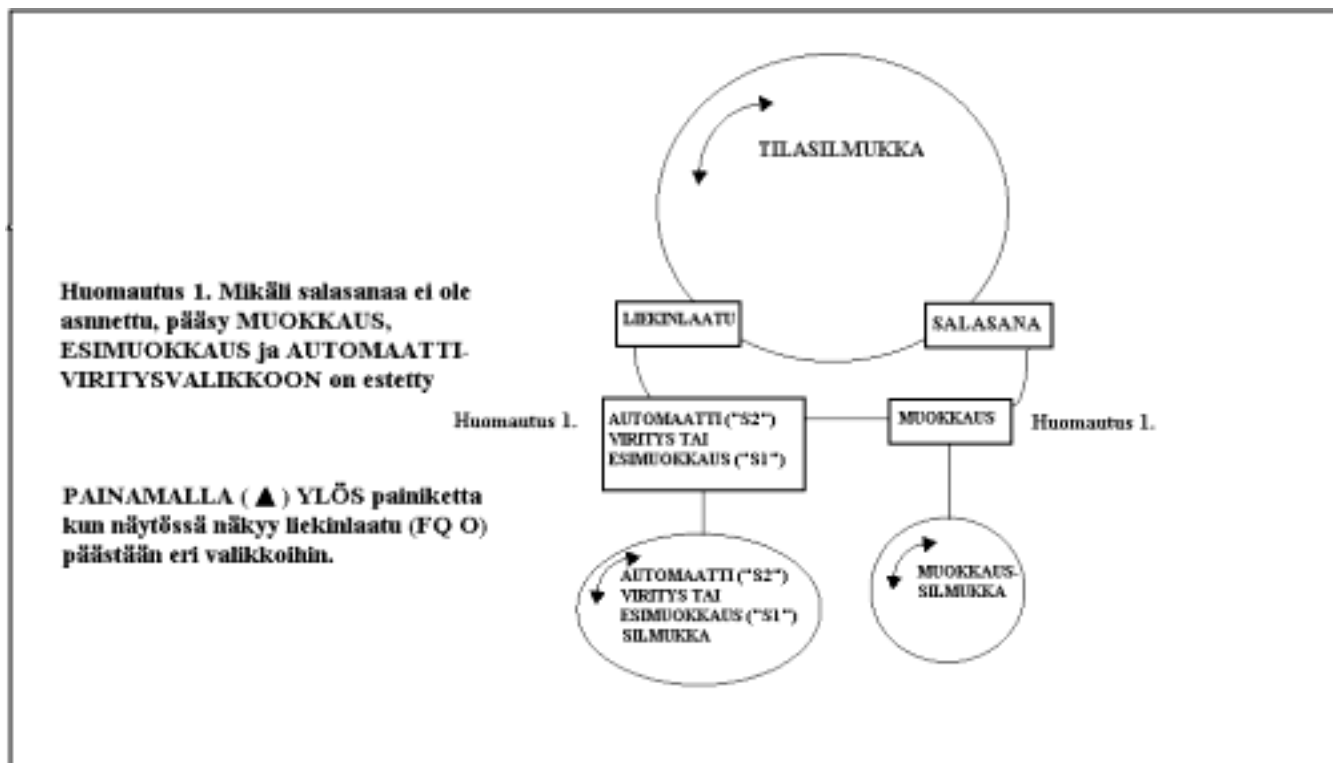 TILASILMUKKA
Huomautus 1. Mikäli salasanaa ei ole
asnnettu, pääsy MUOKKAUS,
ESIMUOKKAUS ja AUTOMAATTI-
VIRITYSVALIKKOON on estetty
LIEKINLAATU
SALASANA
Huomautus 1.
AUTOMAATTI ("S2")
VIRITYS TAI
ESIMUOKKAUS ("S1")
MUOKKAUS
Huomautus 1.
PAINAMALLA ( ▲ ) YLÖS painiketta
kun näytössä näkyy liekinlaatu (FQ O)
päästään eri valikkoihin.
AUTOMAATTI ("S2")
VIRITYS TAI
ESIMUOKKAUS ("S1")
SILMUKKA
MUOKKAUS-
SILMUKKA